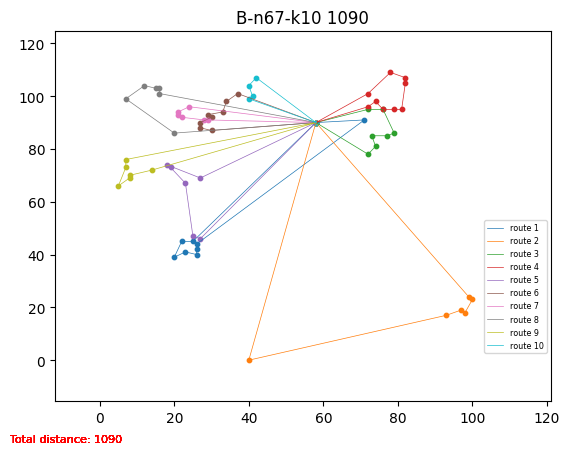 B-n67-k10 1090
120
100
80
60
40
20
0
0 20 40 60 80 100 120
route 1
route 2
route 3
route 4
route 5
route 6
route 7
route 8
route 9
route 10
Total distance: 1090